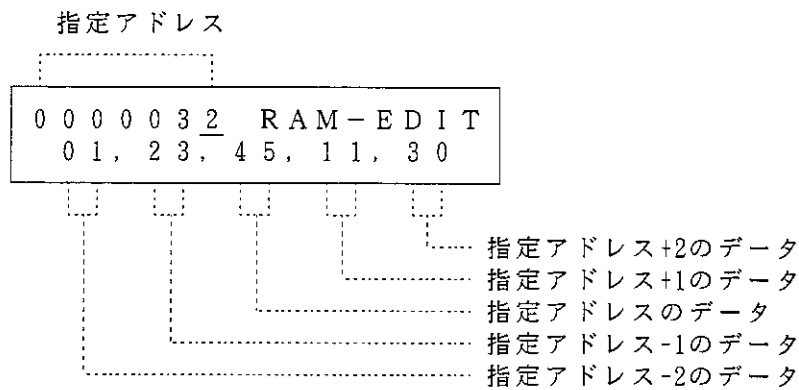 指定アドレス
0000032 RAM-EDIT
01, 23, 45, 11, 30
指定アドレス+2のデータ
指定アドレス+1のデータ
指定アドレスのデータ
指定アドレス-1のデータ
指定アドレス-2のデータ